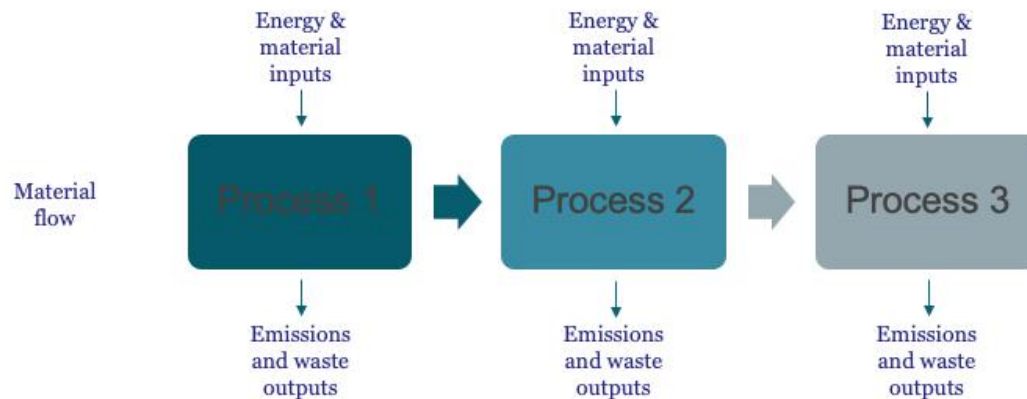 Energy &
material
inputs
Energy &
material
inputs
Energy &
material
inputs
Material
flow
Process 1
Process 2
Process 3
Emissions
and waste
outputs
Emissions
and waste
outputs
Emissions
and waste
outputs